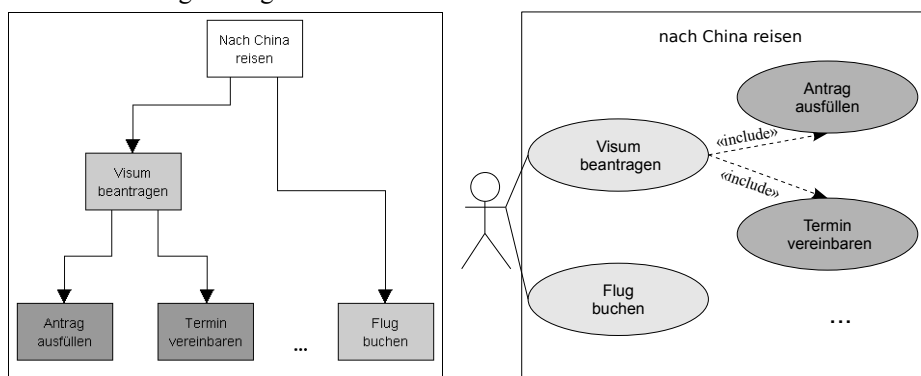 Nach China
reisen
Visum
beantragen
Antrag
ausfüllen
Termin
vereinbaren
...
Flug
buchen
nach China reisen
Antrag
ausfüllen
«include»
Visum
beantragen
«include»
Termin
vereinbaren
Flug
buchen
...